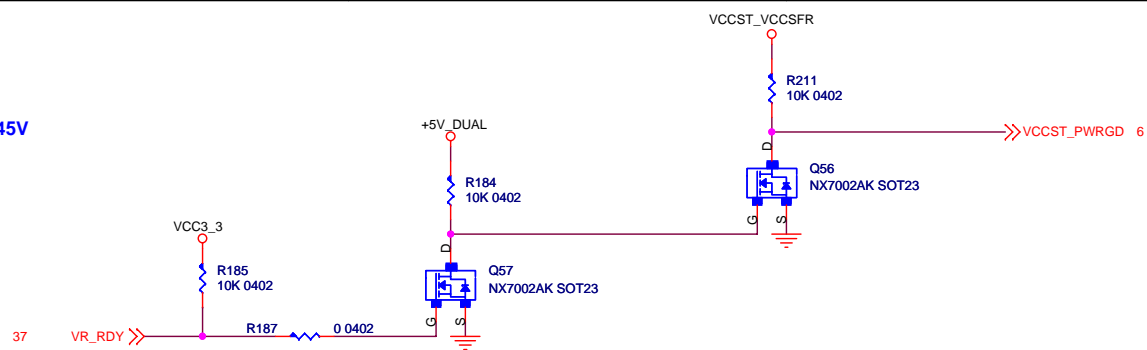 VCCST_VCCSFR
R211
10K 0402
45V
+5V_DUAL
VCCST_PWRGD 6
D
Q56
NX7002AK SOT23
R184
10K 0402
G
S
VCC3_3
D
R185
10K 0402
Q57
NX7002AK SOT23
G
S
37 VR_RDY R187 0 0402